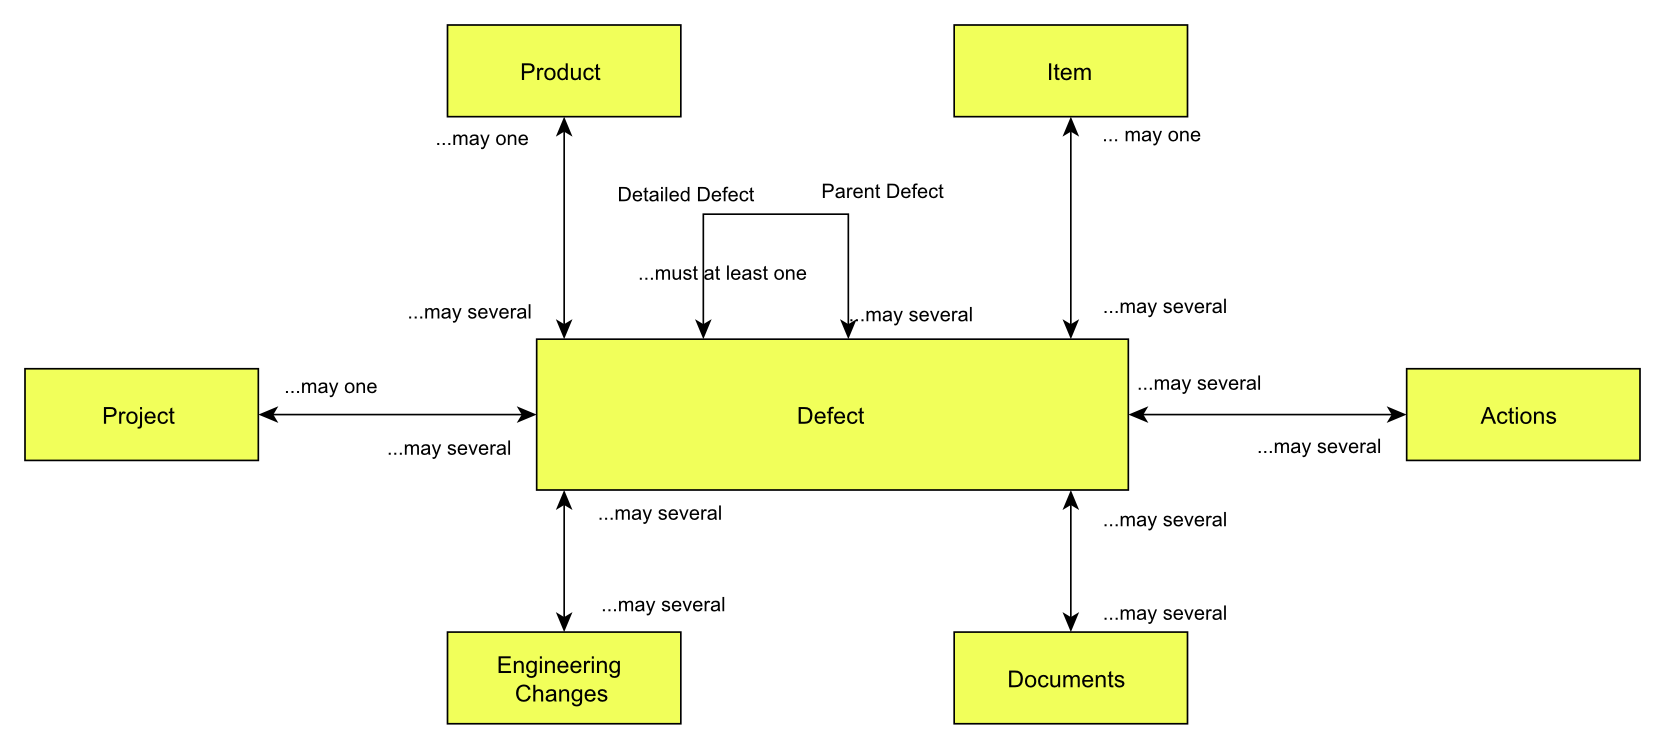 Product
Item
...may one
... may one
Detailed Defect
Parent Defect
...must at least one
...may several
...may several
...may several
Project
...may one
...may several
Defect
...may several
...may several
Actions
...may several
...may several
...may several
...may several
Engineering
Changes
Documents